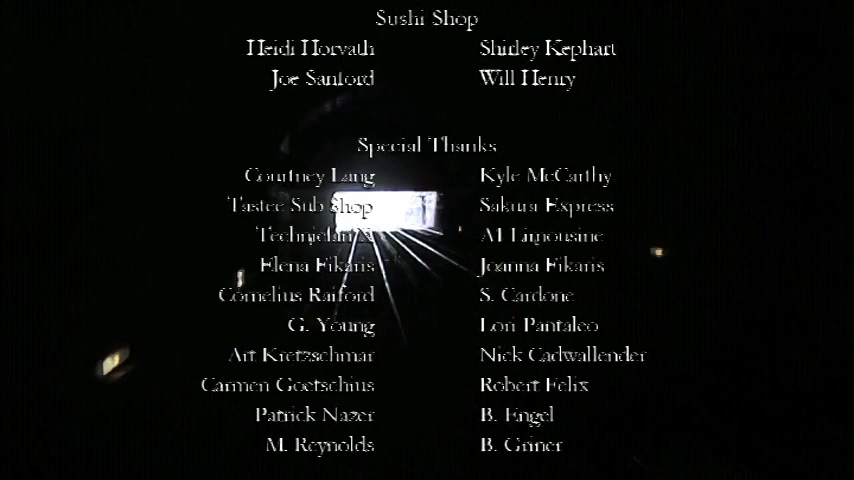 Sushi Shop
Heidi Horvath Shirley Kephart
Joe Sanford Will Henry
Special Thanks
Courtney Lang Kyle McCarthy
Tastee Sub Shop Sakura Express
Technician X A1 Limousine
Elena Fikaris Joanna Fikaris
Cornelius Raiford S. Cardone
G. Young Lori Pantaleo
Art Kretzschmar Nick Cadwallender
Carmen Goetschius Robert Felix
Patrick Nazer B. Engel
M. Reynolds B. Griner